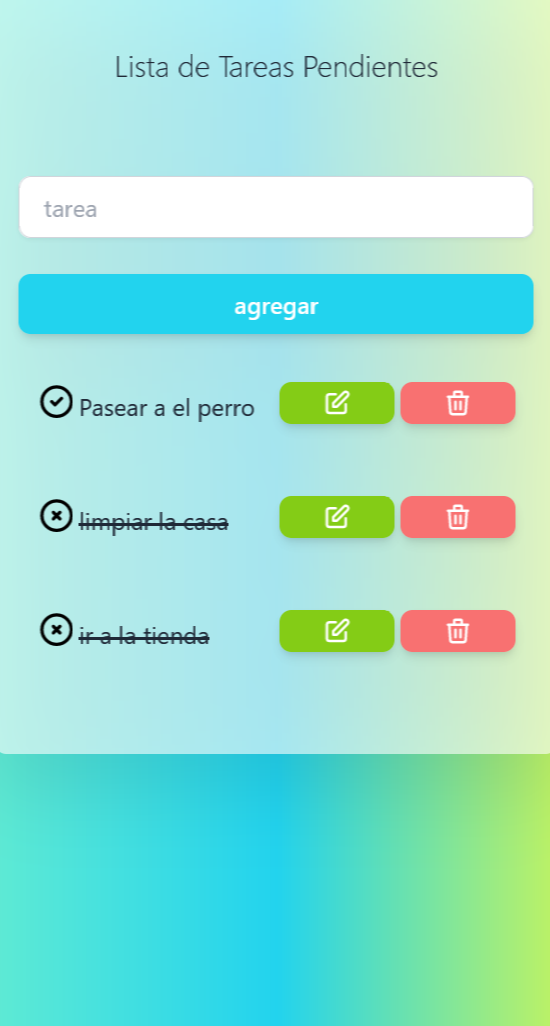 Lista de Tareas Pendientes
tarea
agregar
Pasear a el perro
limpiar la casa
ir a la tienda